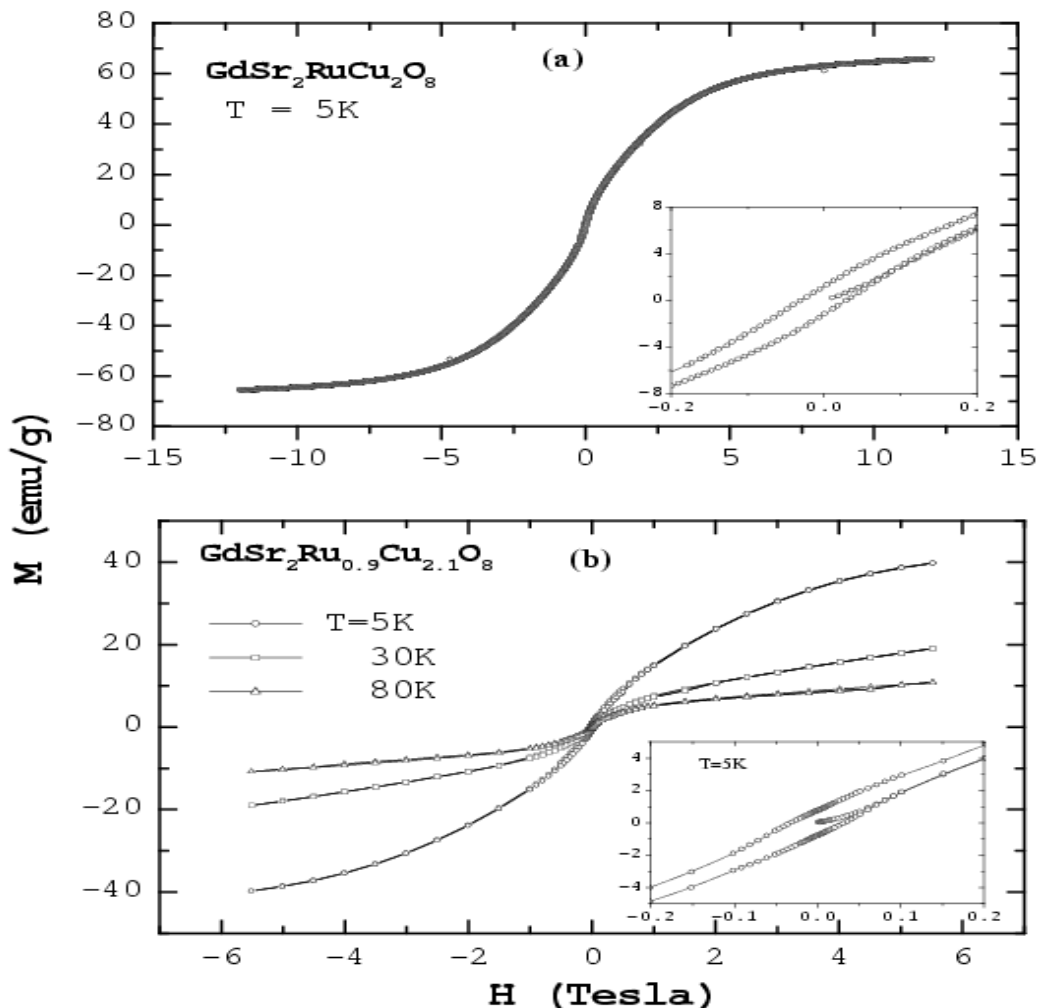 M (emu/g)
80
60
40
20
0
−20
−40
−60
−80
(a)
GdSr₂RuCu₂O₈
T = 5K
8
4
0
−4
−8
−0.2 0.0 0.2
−15 −10 −5 0 5 10 15
40
20
0
−20
−40
GdSr₂Ru₀.₉Cu₂.₁O₈ (b)
T=5K
30K
80K
T=5K
4
2
0
−2
−4
−0.2 −0.1 0.0 0.1 0.2
−6 −4 −2 0 2 4 6
H (Tesla)